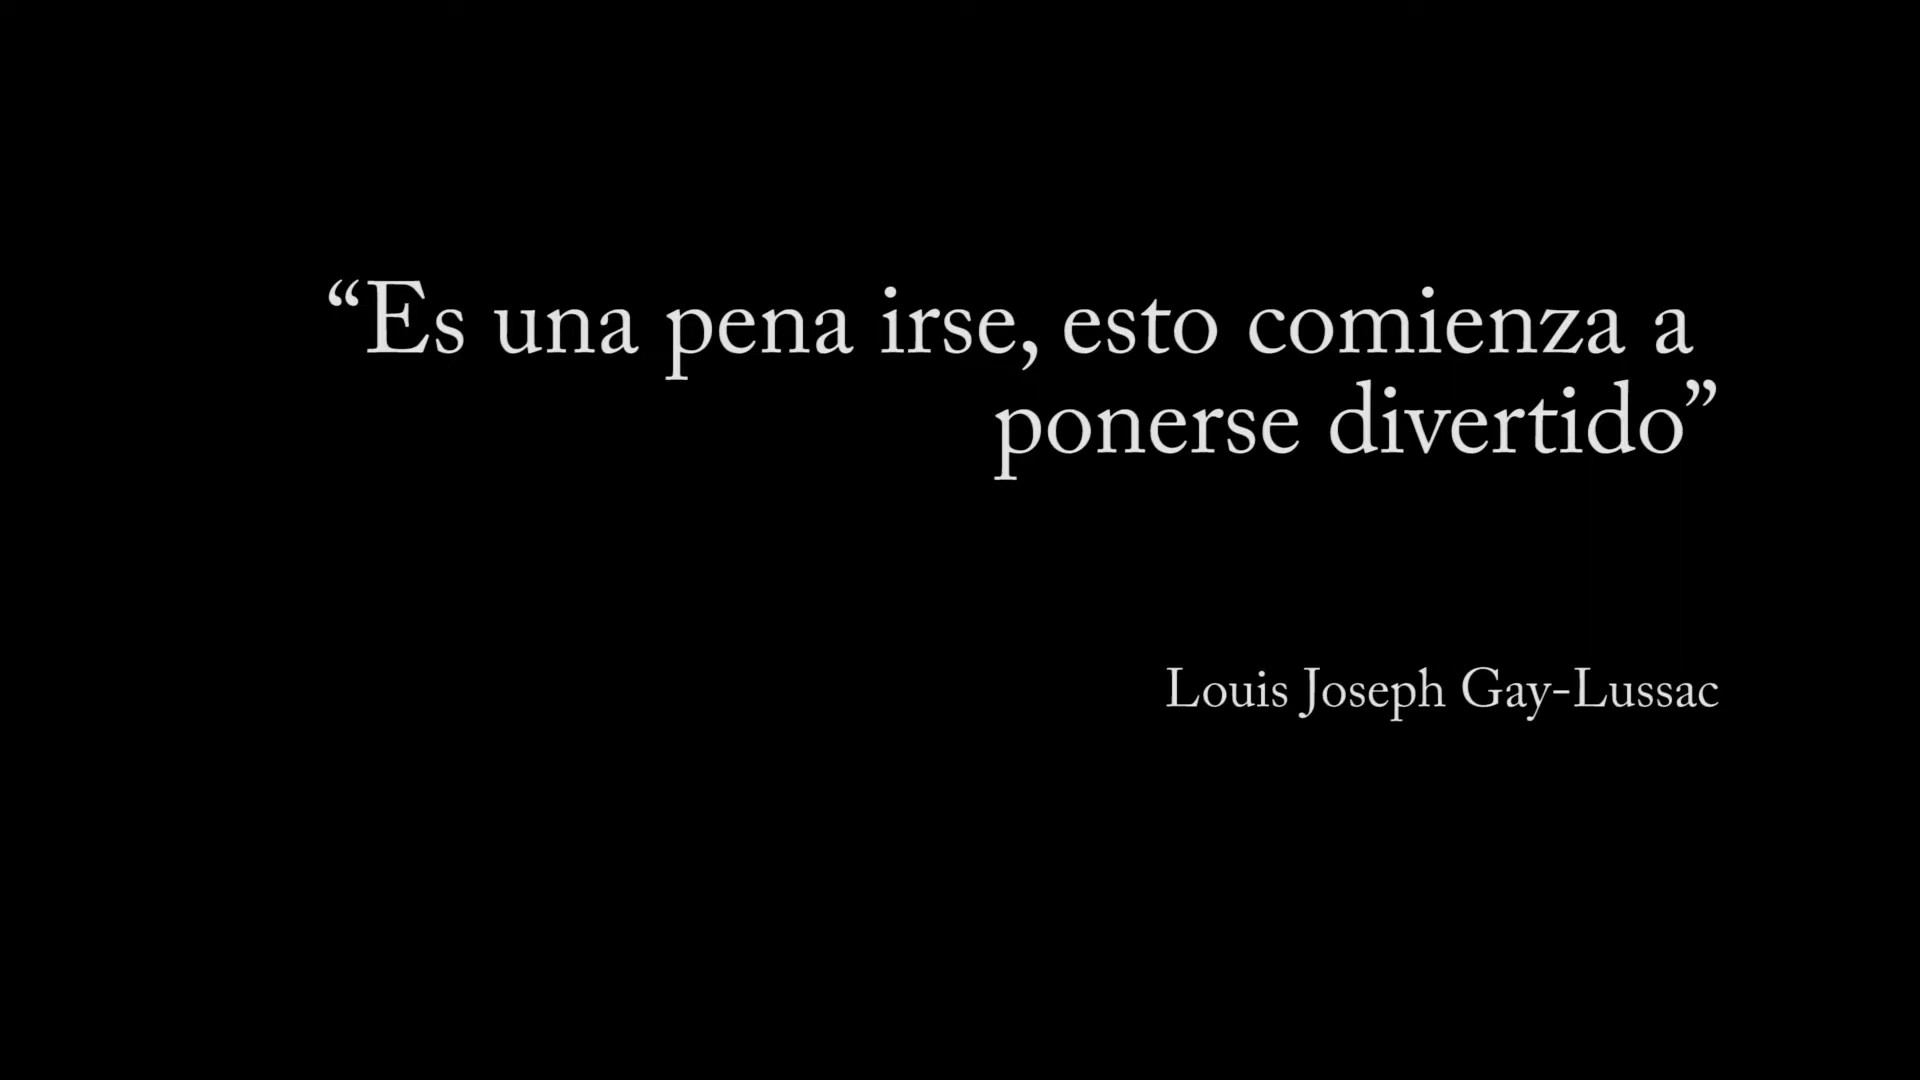 “Es una pena irse, esto comienza a
ponerse divertido”
Louis Joseph Gay-Lussac